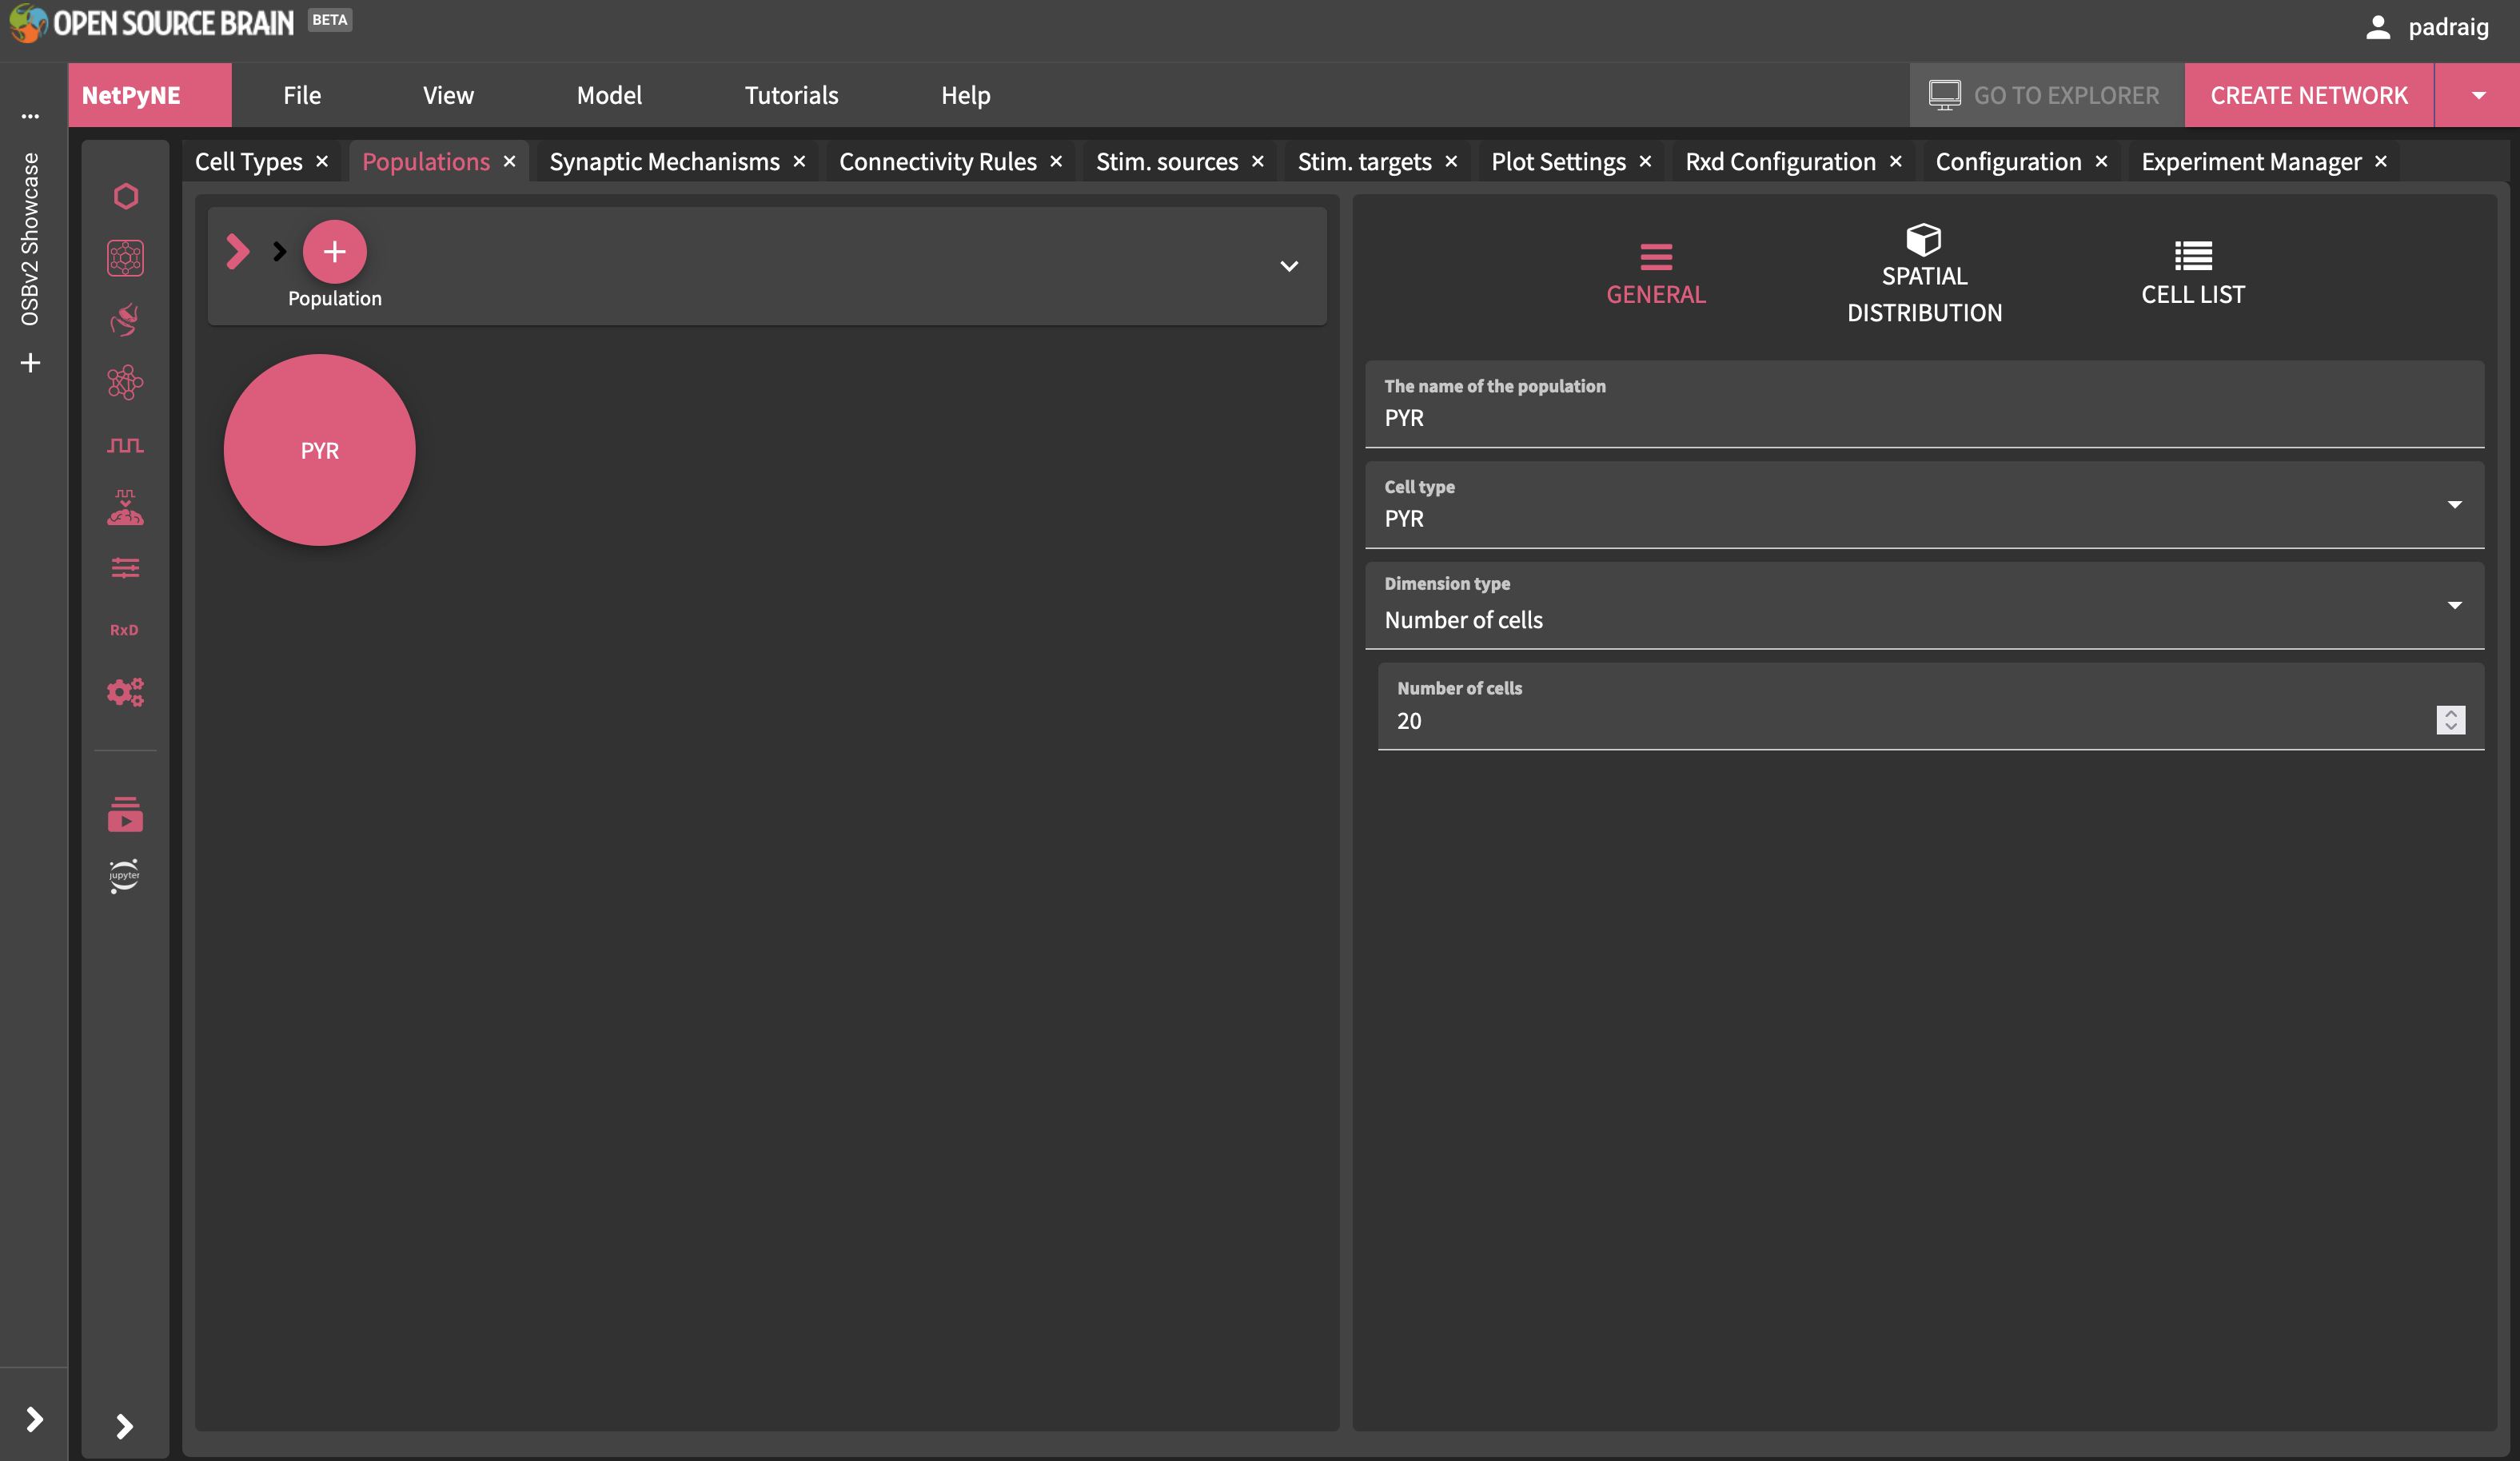 OPEN SOURCE BRAIN
BETA
padraig
NetPyNE
File
View
Model
Tutorials
Help
GO TO EXPLORER
CREATE NETWORK
...
OSBv2 Showcase
Cell Types
Populations
Synaptic Mechanisms
Connectivity Rules
Stim. sources
Stim. targets
Plot Settings
Rxd Configuration
Configuration
Experiment Manager
Population
PYR
RxD
jupyter
GENERAL
SPATIAL
DISTRIBUTION
CELL LIST
The name of the population
PYR
Cell type
PYR
Dimension type
Number of cells
Number of cells
20